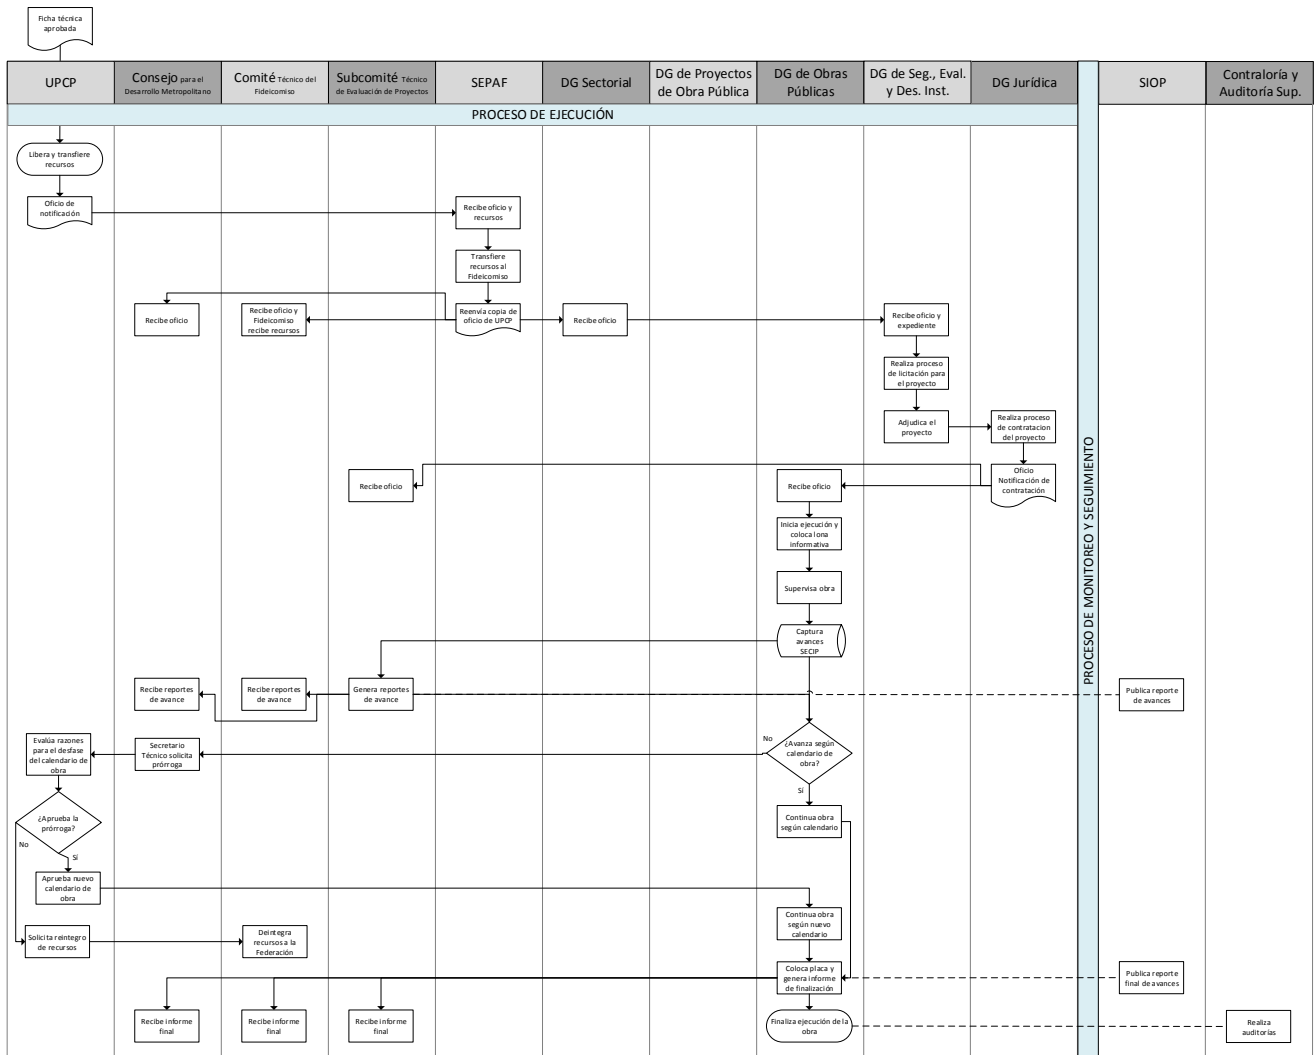 Ficha técnica
aprobada
UPCP
Consejo para el
Desarrollo Metropolitano
Comité Técnico del
Fideicomiso
Subcomité Técnico
de Evaluación de Proyectos
SEPAF
DG Sectorial
DG de Proyectos
de Obra Pública
DG de Obras
Públicas
DG de Seg., Eval.
y Des. Inst.
DG Jurídica
SIOP
Contraloría y
Auditoría Sup.
PROCESO DE EJECUCIÓN
PROCESO DE MONITOREO Y SEGUIMIENTO
Libera y transfiere
recursos
Oficio de
notificación
Recibe oficio y
recursos
Transfiere
recursos al
Fideicomiso
Recibe oficio
Recibe oficio y
Fideicomiso
recibe recursos
Reenvía copia de
oficio de UPCP
Recibe oficio
Recibe oficio y
expediente
Realiza proceso
de licitación para
el proyecto
Adjudica el
proyecto
Realiza proceso
de contratacion
del proyecto
Recibe oficio
Recibe oficio
Oficio
Notificación de
contratación
Inicia ejecución y
coloca lona
informativa
Supervisa obra
Captura
avances
SECIP
Recibe reportes
de avance
Recibe reportes
de avance
Genera reportes
de avance
Publica reporte
de avances
Evalúa razones
para el desfase
del calendario de
obra
Secretario
Técnico solicita
prórroga
No
¿Avanza según
calendario de
obra?
Sí
Continua obra
según calendario
¿Aprueba la
prórroga?
No
Sí
Aprueba nuevo
calendario de
obra
Continua obra
según nuevo
calendario
Solicita reintegro
de recursos
Deintegra
recursos a la
Federación
Coloca placa y
genera informe
de finalización
Publica reporte
final de avances
Recibe informe
final
Recibe informe
final
Recibe informe
final
Finaliza ejecución de la
obra
Realiza
auditorías